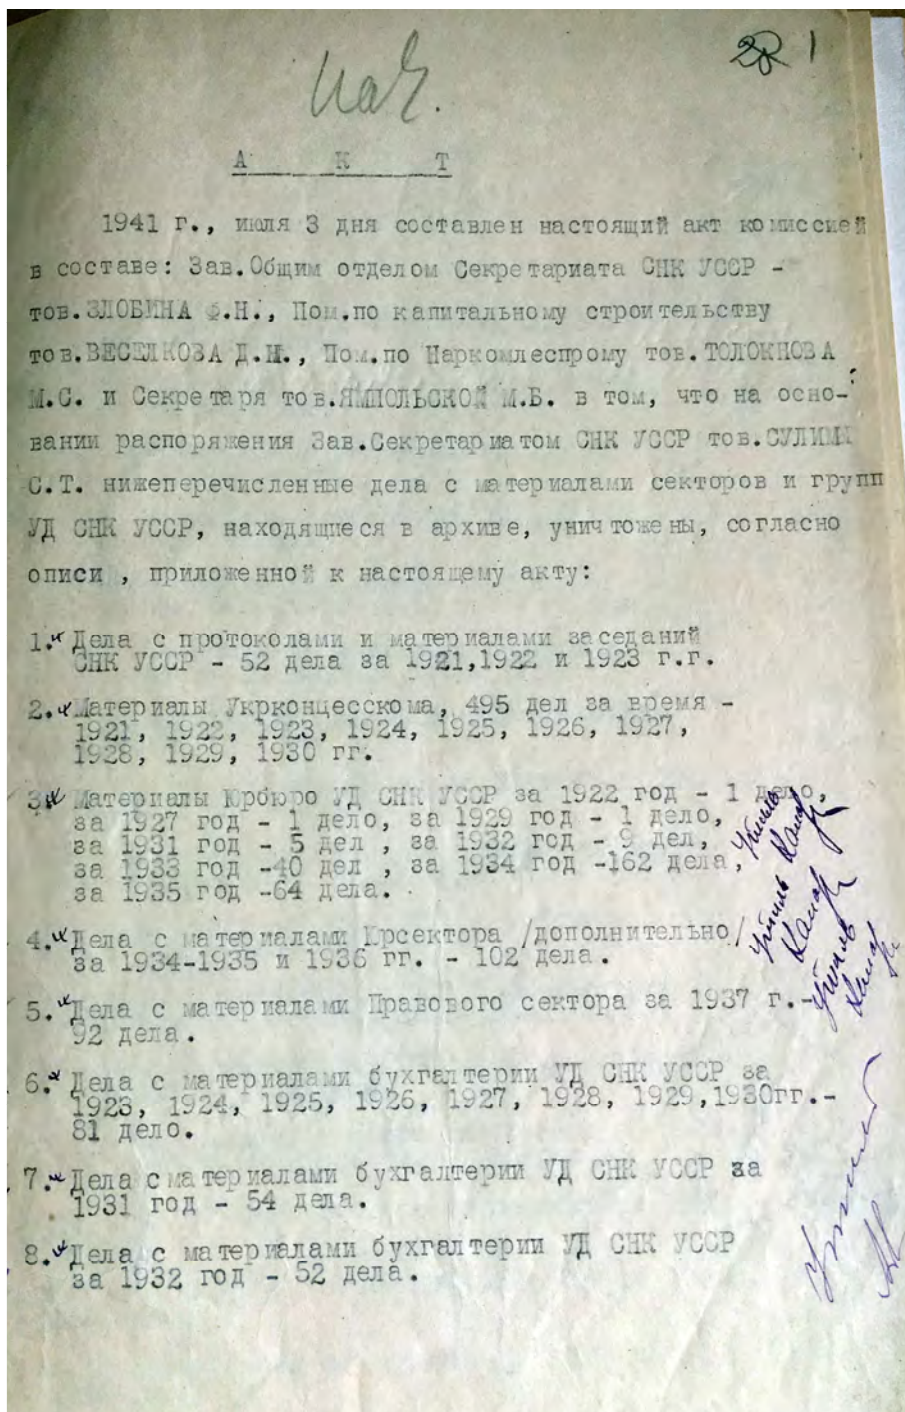 28 1
нач.
А К Т
1941 г., июля 3 дня составлен настоящий акт комиссией
в составе: Зав.Общим отделом Секретариата СНК УССР -
тов.ЗЛОБИНА Ф.Н., Пом.по капитальному строительству
тов.ВЕСЕЛКОВА Д.И., Пом.по Наркомлеспрому тов.ТОЛОКНОВА
М.С. и Секретаря тов.ЯМПОЛЬСКОЙ М.Б. в том, что на осно-
вании распоряжения Зав.Секретариатом СНК УССР тов.СУЛИМЫ
С.Т. нижеперечисленные дела с материалами секторов и групп
УД СНК УССР, находящиеся в архиве, уничтожены, согласно
описи , приложенной к настоящему акту:
1. Дела с протоколами и материалами заседаний
СНК УССР - 52 дела за 1921,1922 и 1923 г.г.
2. Материалы Укрконцесскома, 495 дел за время -
1921, 1922, 1923, 1924, 1925, 1926, 1927,
1928, 1929, 1930 гг.
3. Материалы Юрбюро УД СНК УССР за 1922 год - 1 дело,
за 1927 год - 1 дело, за 1929 год - 1 дело,
за 1931 год - 5 дел , за 1932 год - 9 дел,
за 1933 год -40 дел , за 1934 год -162 дела,
за 1935 год -64 дела.
4. Дела с материалами Юрсектора /дополнительно/
за 1934-1935 и 1936 гг. - 102 дела.
5. Дела с материалами Правового сектора за 1937 г.-
92 дела.
6. Дела с материалами бухгалтерии УД СНК УССР за
1923, 1924, 1925, 1926, 1927, 1928, 1929,1930гг.-
81 дело.
7. Дела с материалами бухгалтерии УД СНК УССР за
1931 год - 54 дела.
8. Дела с материалами бухгалтерии УД СНК УССР
за 1932 год - 52 дела.